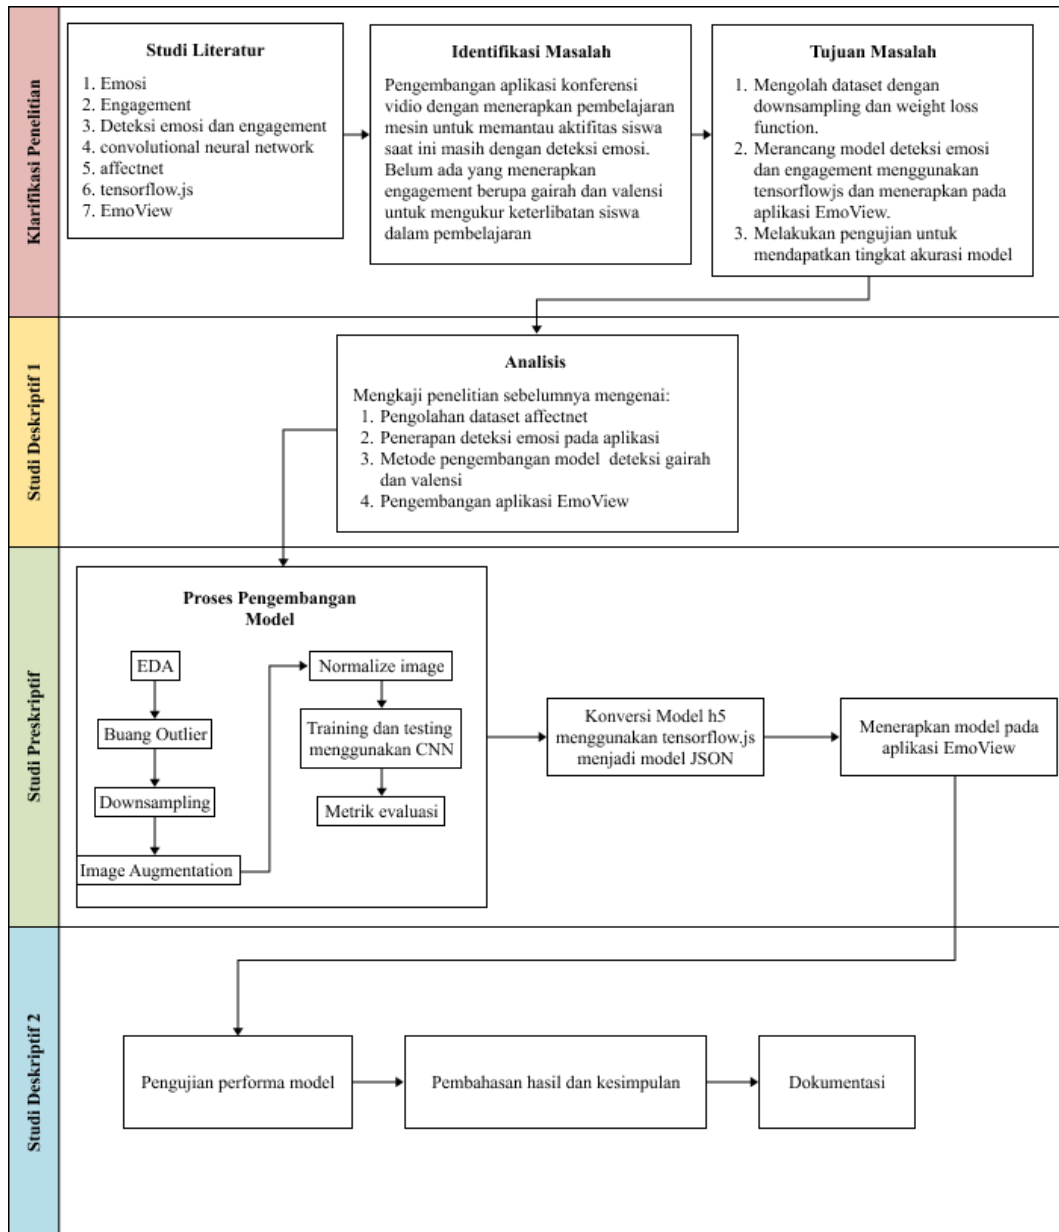 Klarifikasi Penelitian
Studi Literatur
1. Emosi
2. Engagement
3. Deteksi emosi dan engagement
4. convolutional neural network
5. affectnet
6. tensorflow.js
7. EmoView
Identifikasi Masalah
Pengembangan aplikasi konferensi
vidio dengan menerapkan pembelajaran
mesin untuk memantau aktifitas siswa
saat ini masih dengan deteksi emosi.
Belum ada yang menerapkan
engagement berupa gairah dan valensi
untuk mengukur keterlibatan siswa
dalam pembelajaran
Tujuan Masalah
1. Mengolah dataset dengan
downsampling dan weight loss
function.
2. Merancang model deteksi emosi
dan engagement menggunakan
tensorflowjs dan menerapkan pada
aplikasi EmoView.
3. Melakukan pengujian untuk
mendapatkan tingkat akurasi model
Studi Deskriptif 1
Analisis
Mengkaji penelitian sebelumnya mengenai:
1. Pengolahan dataset affectnet
2. Penerapan deteksi emosi pada aplikasi
3. Metode pengembangan model deteksi gairah
dan valensi
4. Pengembangan aplikasi EmoView
Studi Preskriptif
Proses Pengembangan
Model
EDA
Buang Outlier
Downsampling
Image Augmentation
Normalize image
Training dan testing
menggunakan CNN
Metrik evaluasi
Konversi Model h5
menggunakan tensorflow.js
menjadi model JSON
Menerapkan model pada
aplikasi EmoView
Studi Deskriptif 2
Pengujian performa model
Pembahasan hasil dan kesimpulan
Dokumentasi